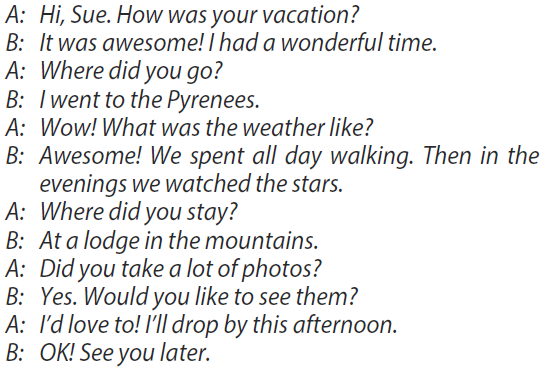 A: Hi, Sue. How was your vacation?
B: It was awesome! I had a wonderful time.
A: Where did you go?
B: I went to the Pyrenees.
A: Wow! What was the weather like?
B: Awesome! We spent all day walking. Then in the
evenings we watched the stars.
A: Where did you stay?
B: At a lodge in the mountains.
A: Did you take a lot of photos?
B: Yes. Would you like to see them?
A: I'd love to! I'll drop by this afternoon.
B: OK! See you later.